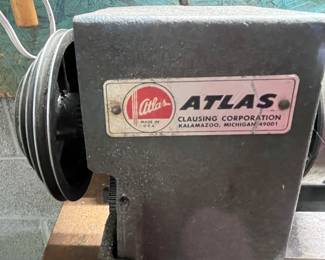 Atlas
MADE IN
U.S.A.
ATLAS
CLAUSING CORPORATION
KALAMAZOO, MICHIGAN 49001